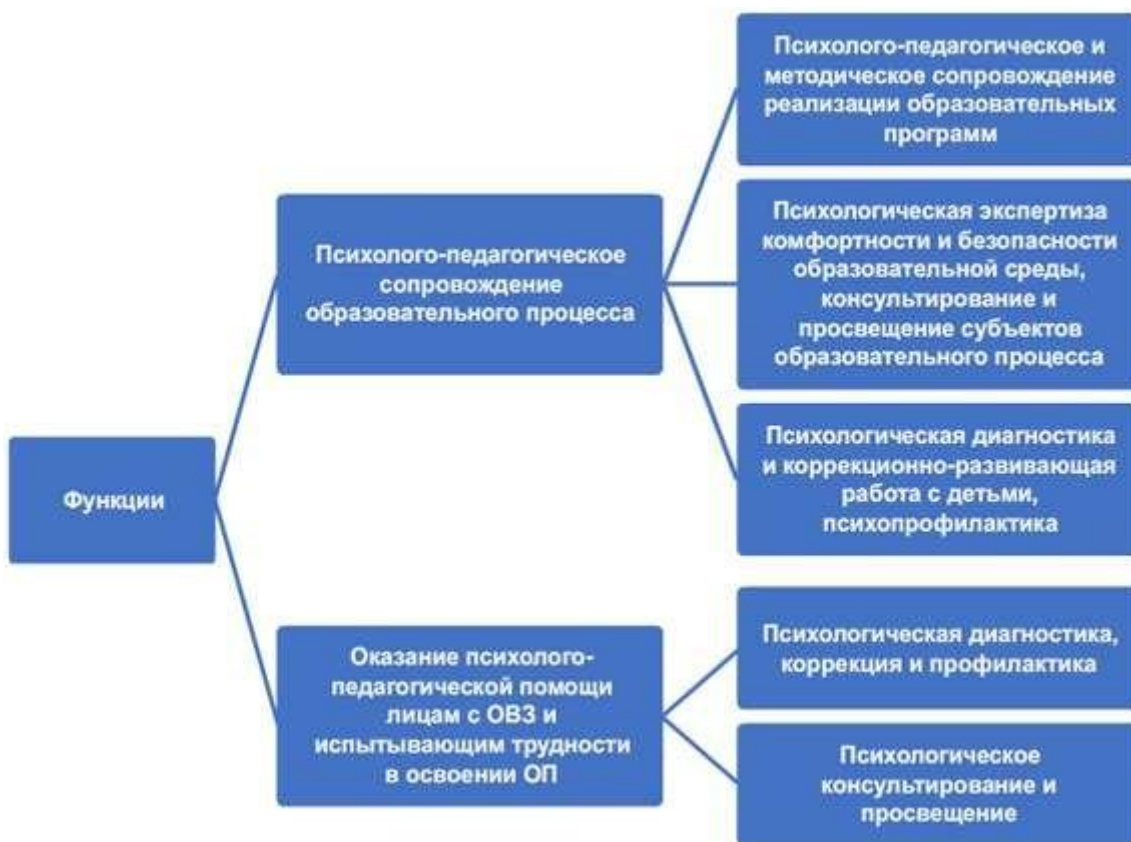 Функции
Психолого-педагогическое
сопровождение
образовательного процесса
Психолого-педагогическое и
методическое сопровождение
реализации образовательных
программ
Психологическая экспертиза
комфортности и безопасности
образовательной среды,
консультирование и
просвещение субъектов
образовательного процесса
Психологическая диагностика
и коррекционно-развивающая
работа с детьми,
психопрофилактика
Оказание психолого-
педагогической помощи
лицам с ОВЗ и
испытывающим трудности
в освоении ОП
Психологическая диагностика,
коррекция и профилактика
Психологическое
консультирование и
просвещение